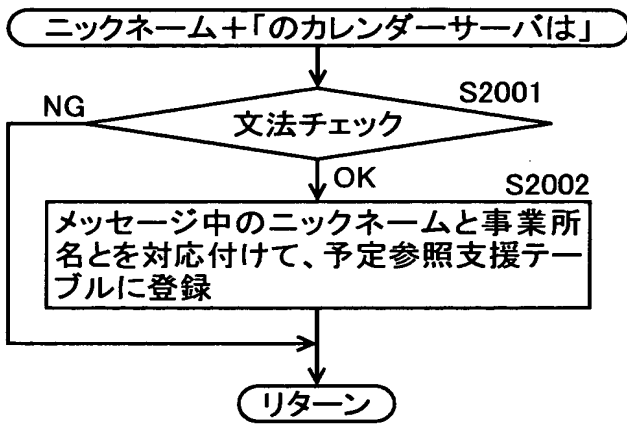 ニックネーム+「のカレンダーサーバは」
S2001
NG
文法チェック
OK
S2002
メッセージ中のニックネームと事業所
名とを対応付けて、予定参照支援テー
ブルに登録
リターン